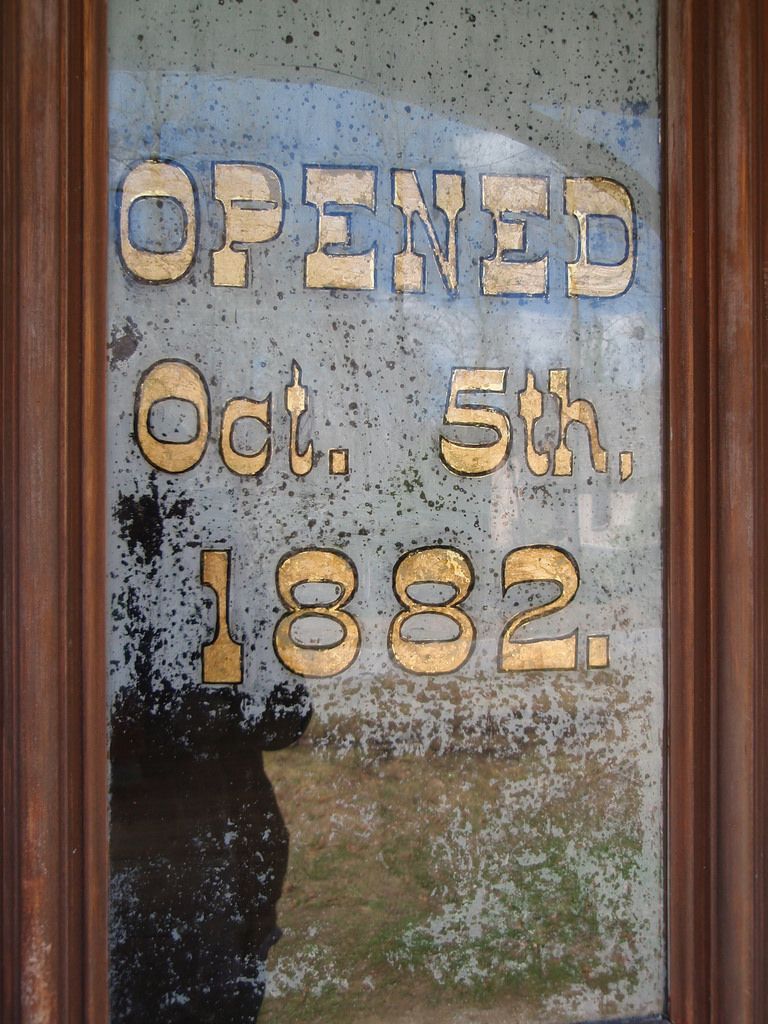 OPENED
Oct. 5th,
1882.